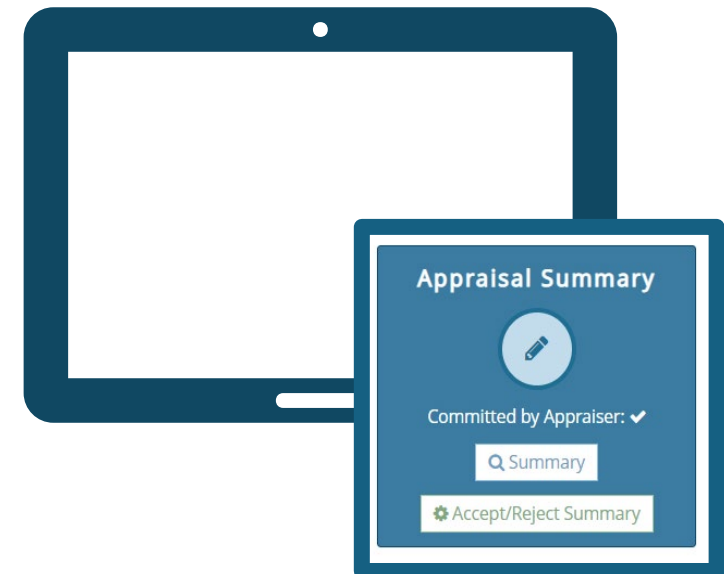 Appraisal Summary
Committed by Appraiser: ✔
Summary
Accept/Reject Summary